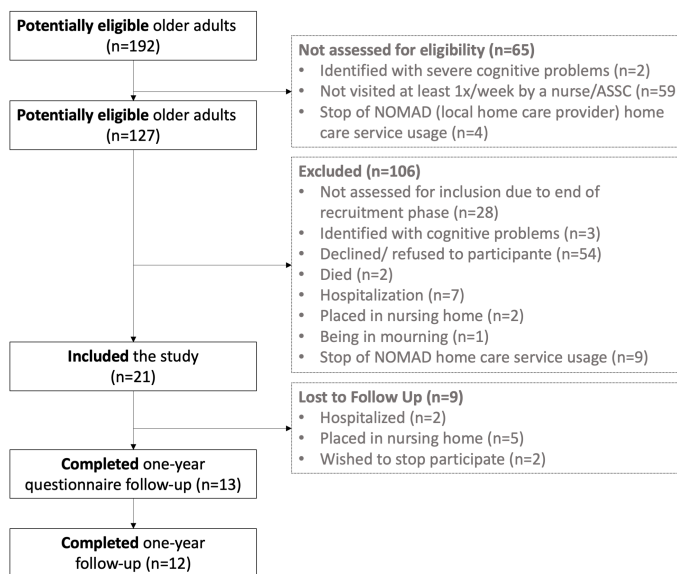 Potentially eligible older adults
(n=192)
Not assessed for eligibility (n=65)
• Identified with severe cognitive problems (n=2)
• Not visited at least 1x/week by a nurse/ASSC (n=59
• Stop of NOMAD (local home care provider) home
care service usage (n=4)
Potentially eligible older adults
(n=127)
Excluded (n=106)
• Not assessed for inclusion due to end of
recruitment phase (n=28)
• Identified with cognitive problems (n=3)
• Declined/ refused to participante (n=54)
• Died (n=2)
• Hospitalization (n=7)
• Placed in nursing home (n=2)
• Being in mourning (n=1)
• Stop of NOMAD home care service usage (n=9)
Included the study
(n=21)
Lost to Follow Up (n=9)
• Hospitalized (n=2)
• Placed in nursing home (n=5)
• Wished to stop participate (n=2)
Completed one-year
questionnaire follow-up (n=13)
Completed one-year
follow-up (n=12)